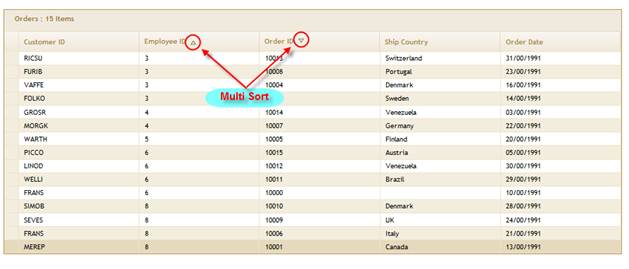 Orders : 15 Items
Customer ID Employee ID Order ID Ship Country Order Date
RICSU 3 10013 Switzerland 31/00/1991
FURIB 3 10008 Portugal 23/00/1991
VAFFE 3 10004 Denmark 16/00/1991
FOLKO 3 Sweden 14/00/1991
Multi Sort
GROSR 4 10014 Venezuela 03/00/1991
MORGK 4 10007 Germany 22/00/1991
WARTH 5 10005 Finland 20/00/1991
PICCO 6 10015 Austria 05/00/1991
LINOD 6 10012 Venezuela 30/00/1991
WELLI 6 10011 Brazil 29/00/1991
FRANS 6 10000 10/00/1991
SIMOB 8 10010 Denmark 28/00/1991
SEVES 8 10009 UK 24/00/1991
FRANS 8 10006 Italy 21/00/1991
MEREP 8 10001 Canada 13/00/1991